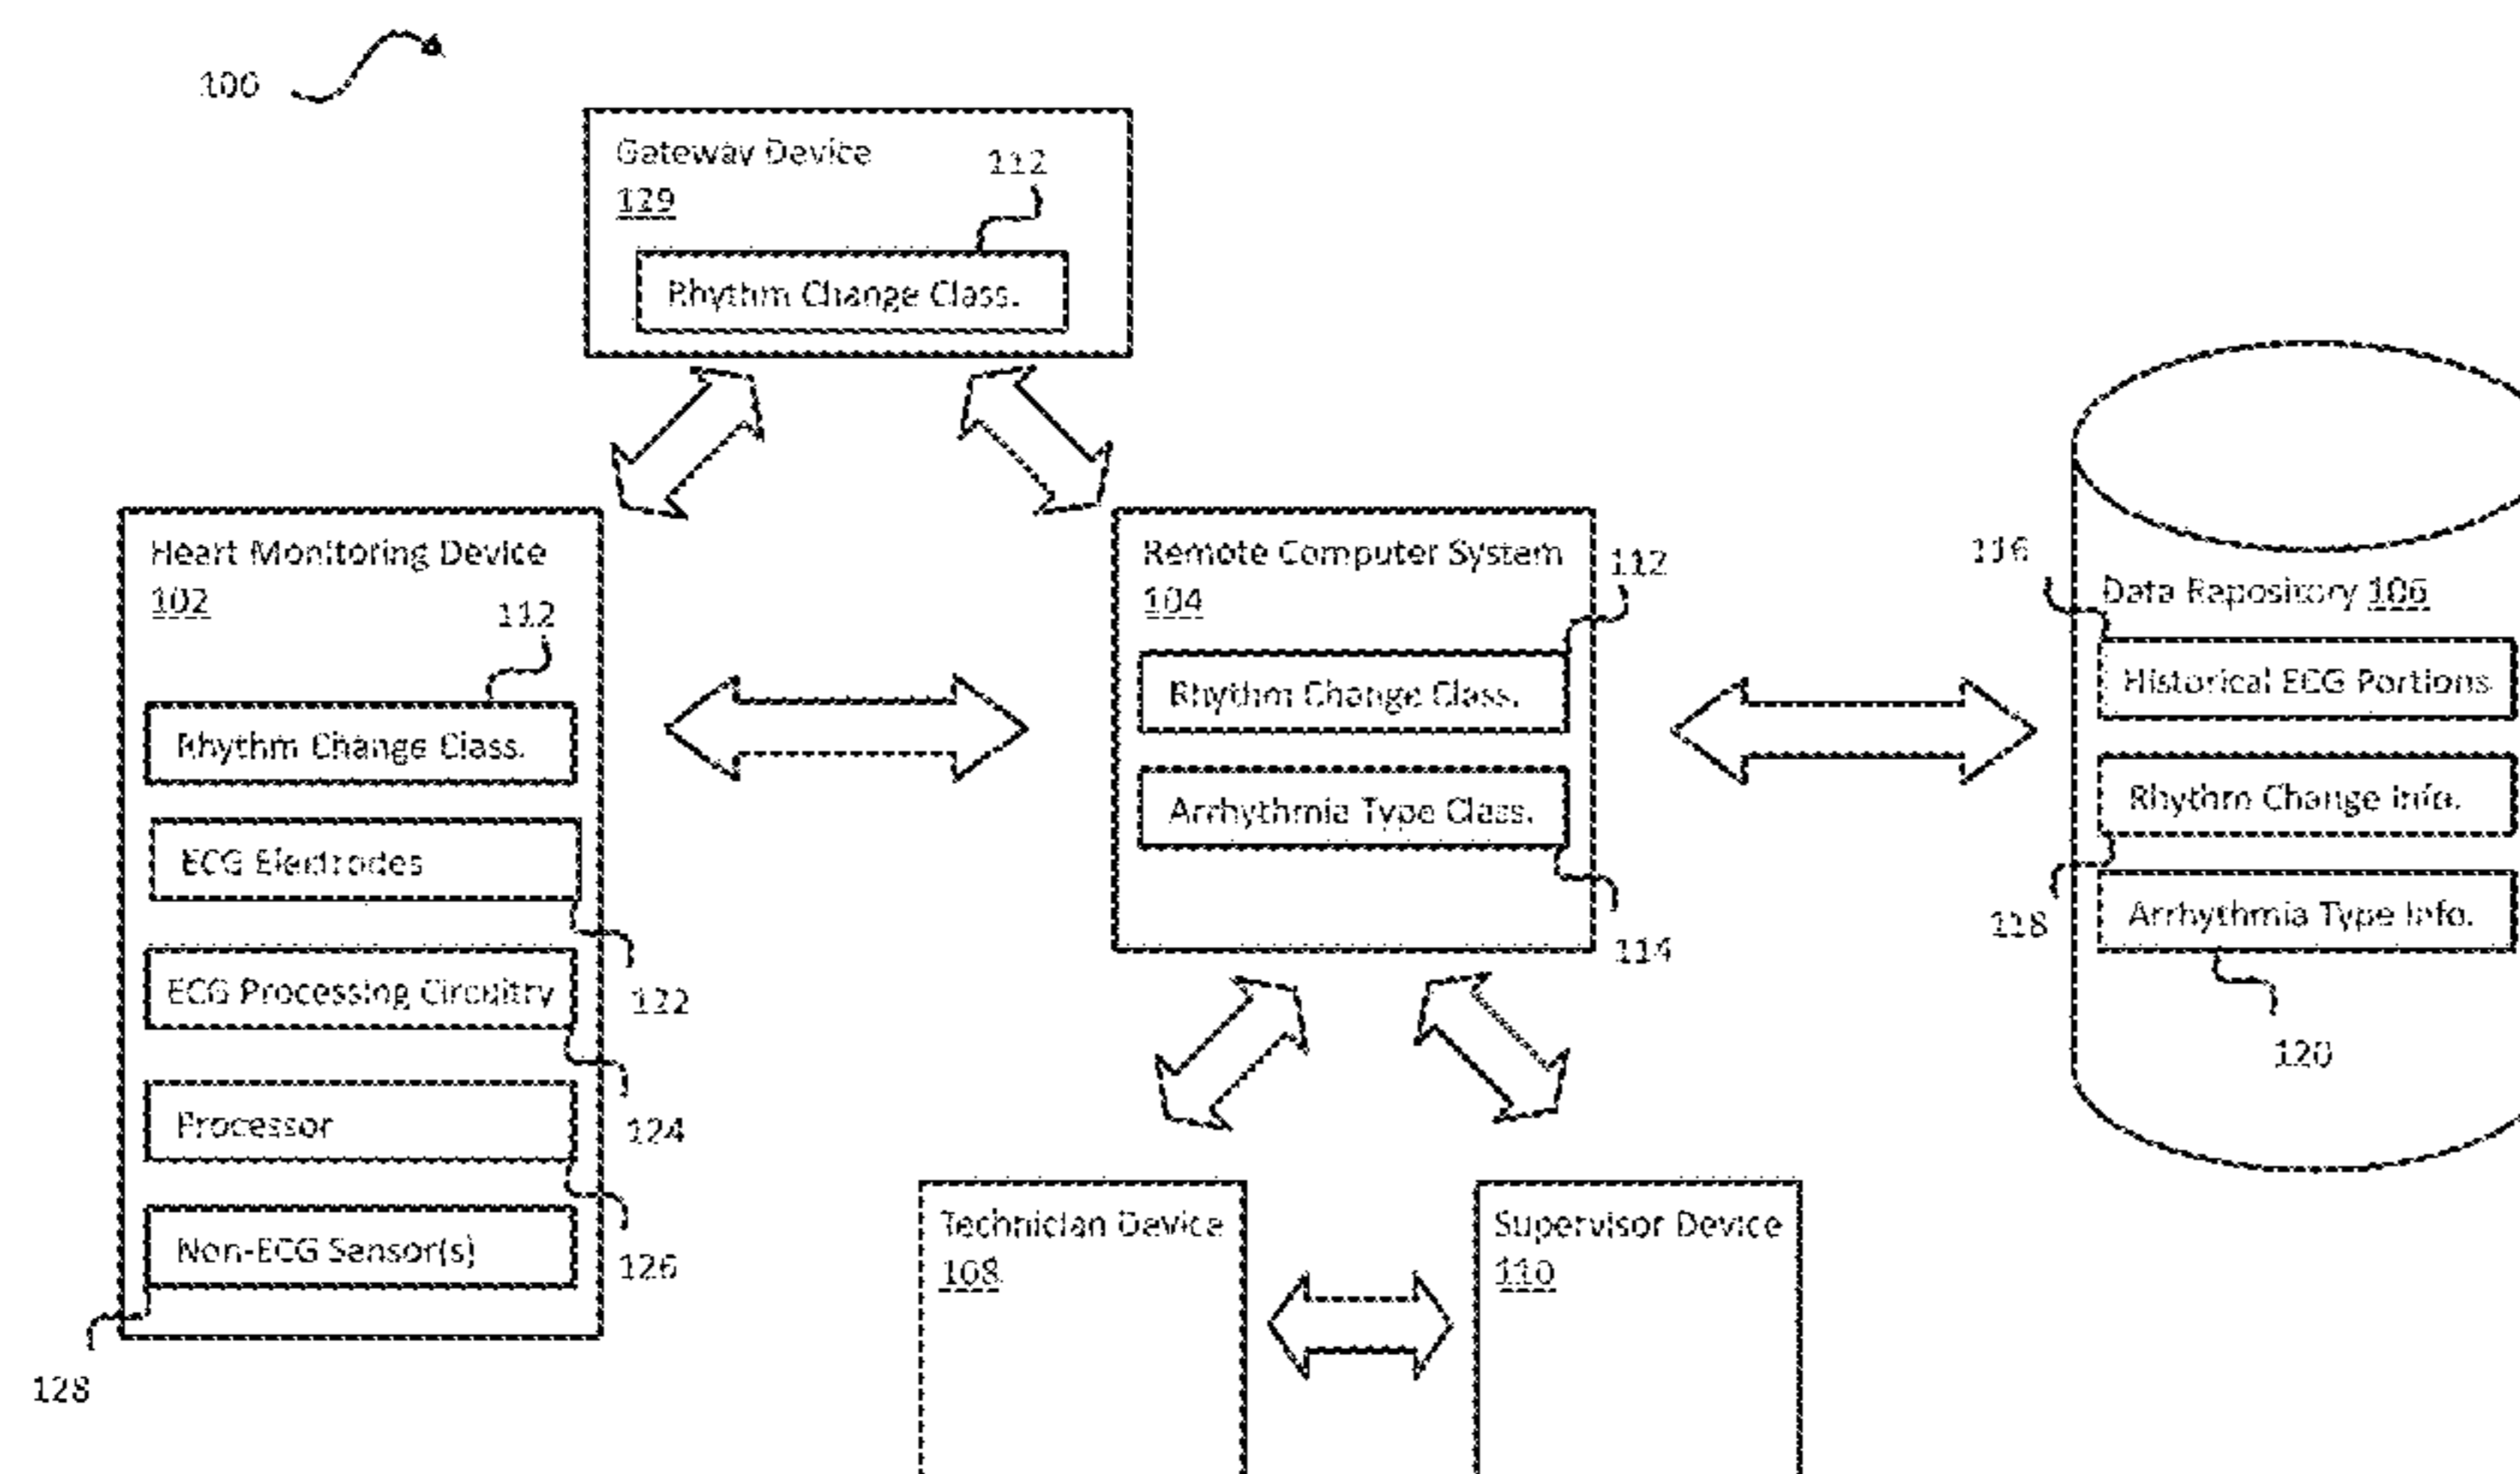 100
Gateway Device
129
112
Rhythm Change Class.
Heart Monitoring Device
102
112
Rhythm Change Class.
ECG Electrodes
122
ECG Processing Circuitry
124
Processor
126
Non-ECG Sensor(s)
128
Remote Computer System
104
112
Rhythm Change Class.
Arrhythmia Type Class.
114
116
Data Repository 106
Historical ECG Portions
Rhythm Change Info.
118
Arrhythmia Type Info.
120
Technician Device
108
Supervisor Device
110